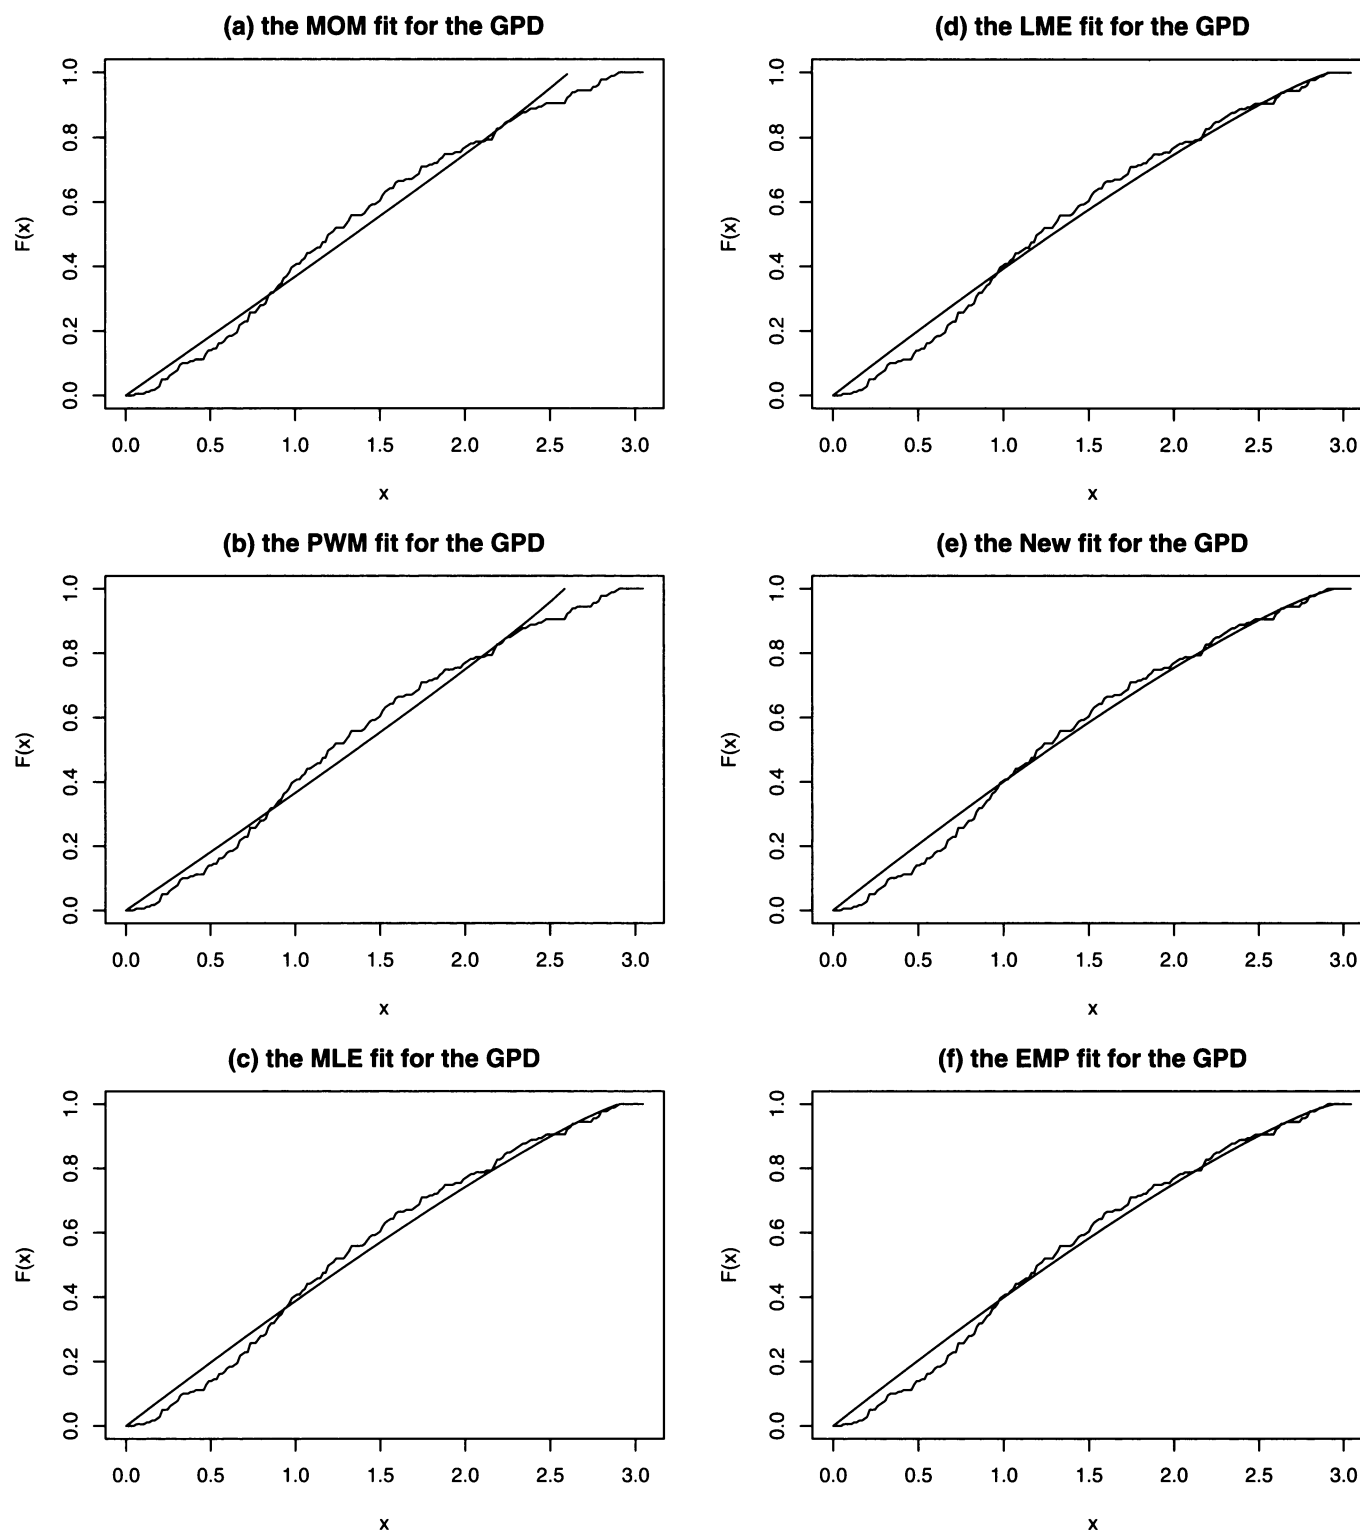 (a) the MOM fit for the GPD
F(x)
1.0
0.8
0.6
0.4
0.2
0.0
0.0 0.5 1.0 1.5 2.0 2.5 3.0
x
(d) the LME fit for the GPD
F(x)
1.0
0.8
0.6
0.4
0.2
0.0
0.0 0.5 1.0 1.5 2.0 2.5 3.0
x
(b) the PWM fit for the GPD
F(x)
1.0
0.8
0.6
0.4
0.2
0.0
0.0 0.5 1.0 1.5 2.0 2.5 3.0
x
(e) the New fit for the GPD
F(x)
1.0
0.8
0.6
0.4
0.2
0.0
0.0 0.5 1.0 1.5 2.0 2.5 3.0
x
(c) the MLE fit for the GPD
F(x)
1.0
0.8
0.6
0.4
0.2
0.0
0.0 0.5 1.0 1.5 2.0 2.5 3.0
x
(f) the EMP fit for the GPD
F(x)
1.0
0.8
0.6
0.4
0.2
0.0
0.0 0.5 1.0 1.5 2.0 2.5 3.0
x